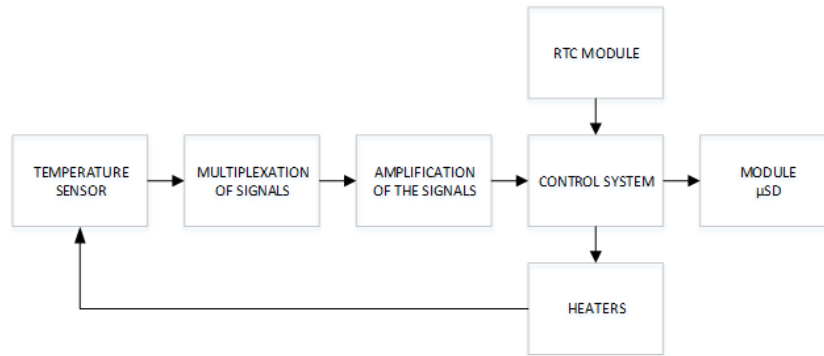 RTC MODULE
TEMPERATURE
SENSOR
MULTIPLEXATION
OF SIGNALS
AMPLIFICATION
OF THE SIGNALS
CONTROL SYSTEM
MODULE
µSD
HEATERS